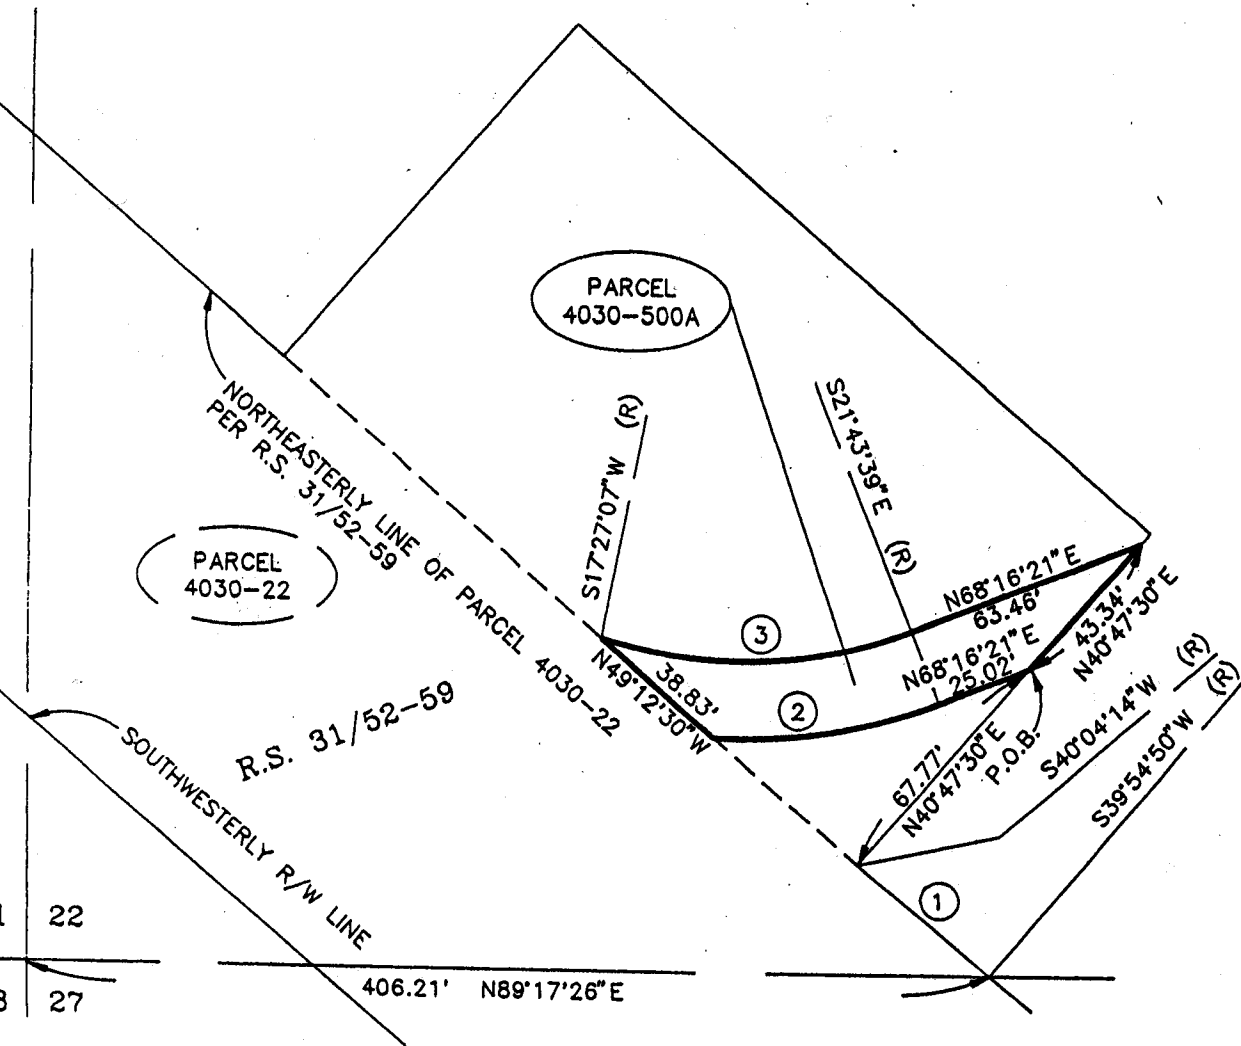 PARCEL
4030-500A
S21°43'39"E (R)
S17°27'07"W (R)
NORTHEASTERLY LINE OF PARCEL 4030-22
PER R.S. 31/52-59
PARCEL
4030-22
N68°16'21"E
63.46'
43.34'
N40°47'30"E
3
N68°16'21"E
25.02'
38.83'
N49°12'30"W
2
R.S. 31/52-59
SOUTHWESTERLY R/W LINE
67.77'
N40°47'30"E
P.O.B.
S40°04'14"W (R)
S39°54'50"W (R)
1
22
27
406.21' N89°17'26"E